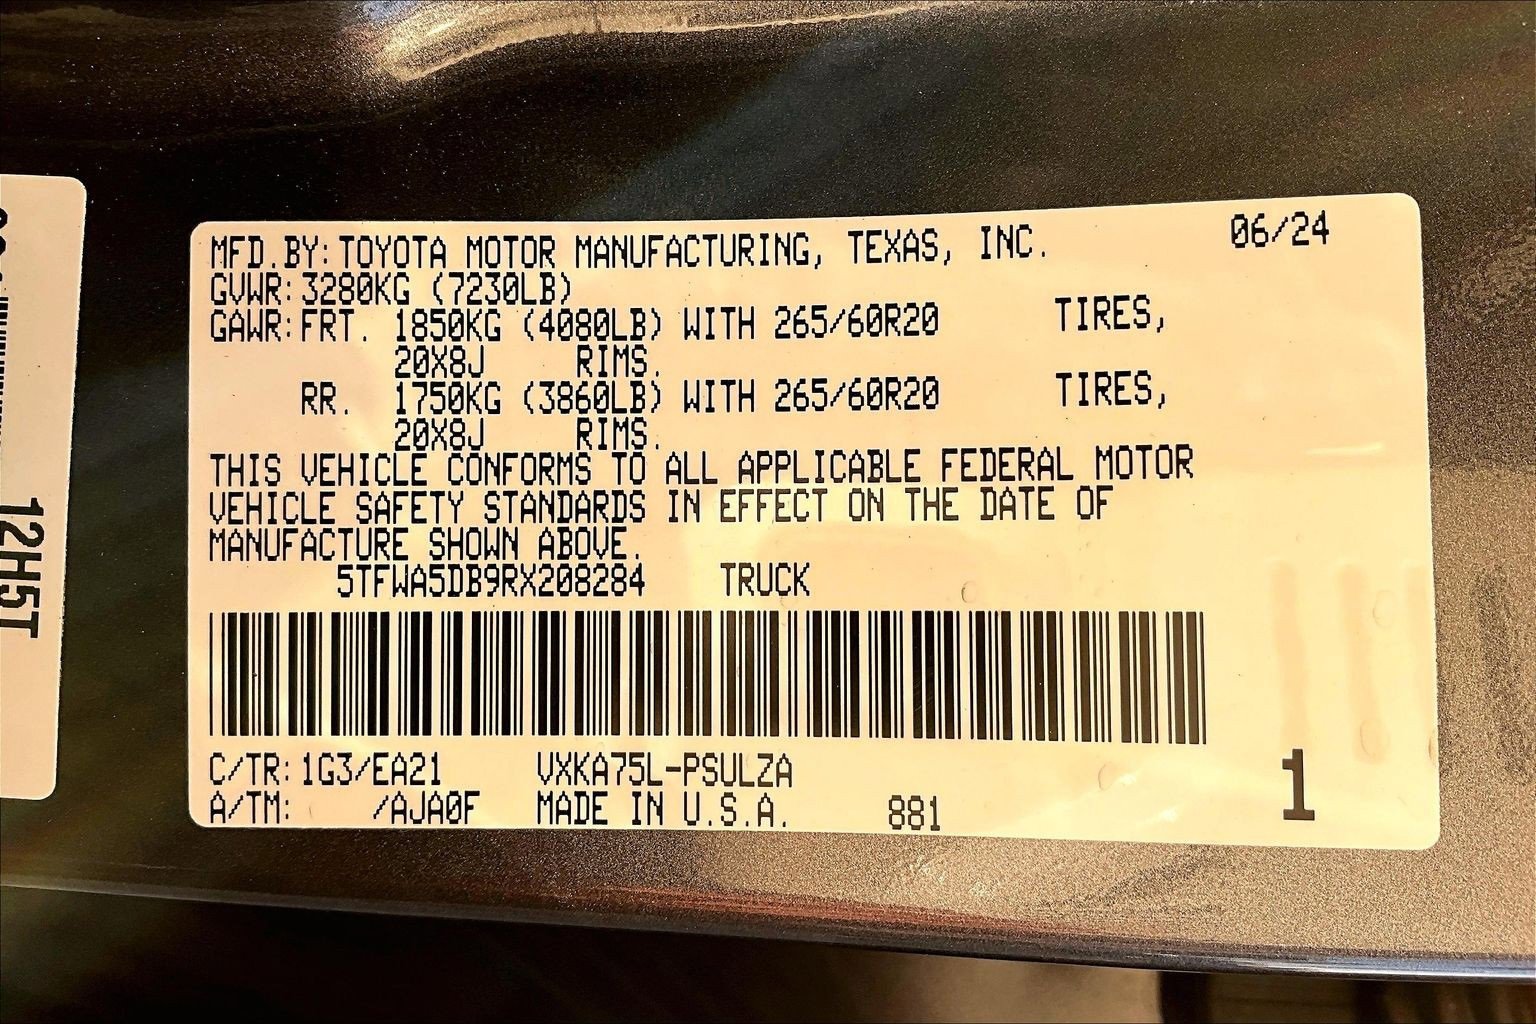 MFD.BY: TOYOTA MOTOR MANUFACTURING, TEXAS, INC. 06/24
GVWR: 3280KG (7230LB)
GAWR: FRT. 1850KG (4080LB) WITH 265/60R20 TIRES,
20X8J RIMS.
RR. 1750KG (3860LB) WITH 265/60R20 TIRES,
20X8J RIMS.
THIS VEHICLE CONFORMS TO ALL APPLICABLE FEDERAL MOTOR
VEHICLE SAFETY STANDARDS IN EFFECT ON THE DATE OF
MANUFACTURE SHOWN ABOVE.
5TFWA5DB9RX208284 TRUCK
C/TR: 1G3/EA21 VXKA75L-PSULZA
A/TM: /AJA0F MADE IN U.S.A. 881
1
12H5T